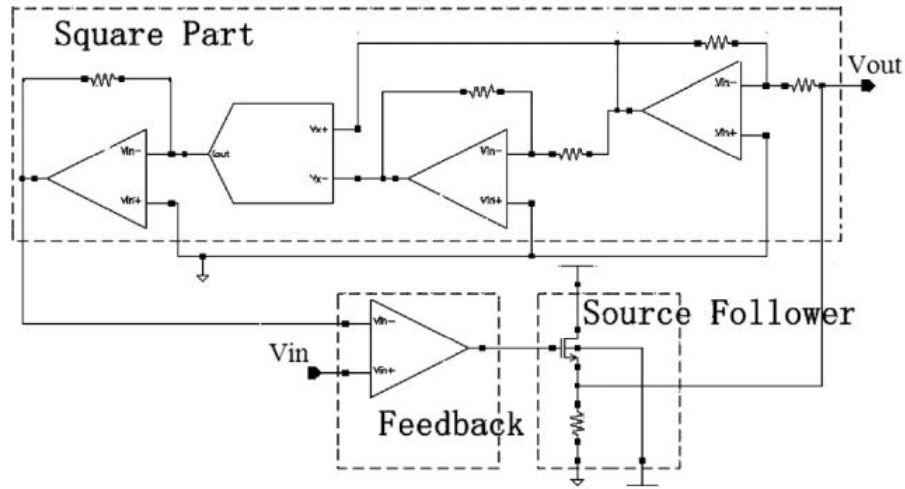 Square Part
Vout
Vin-
Vin+
Vin-
Iout
Vx+
Vx-
Vin-
Vin+
Vin+
Source Follower
Vin-
Vin
Vin+
Feedback